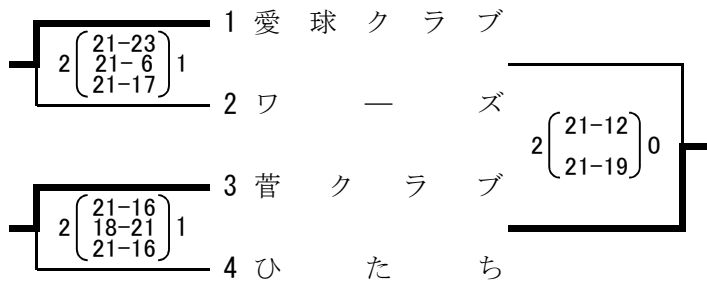 1 愛球クラブ
2 ( 21-23 21- 6 21-17 ) 1
2 ワーズ
2 ( 21-12 21-19 ) 0
3 菅クラブ
2 ( 21-16 18-21 21-16 ) 1
4 ひたち